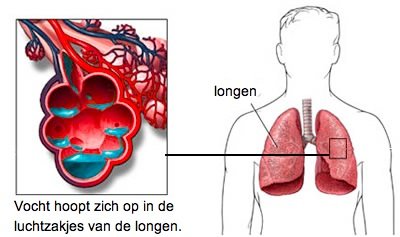 longen
Vocht hoopt zich op in de
luchtzakjes van de longen.